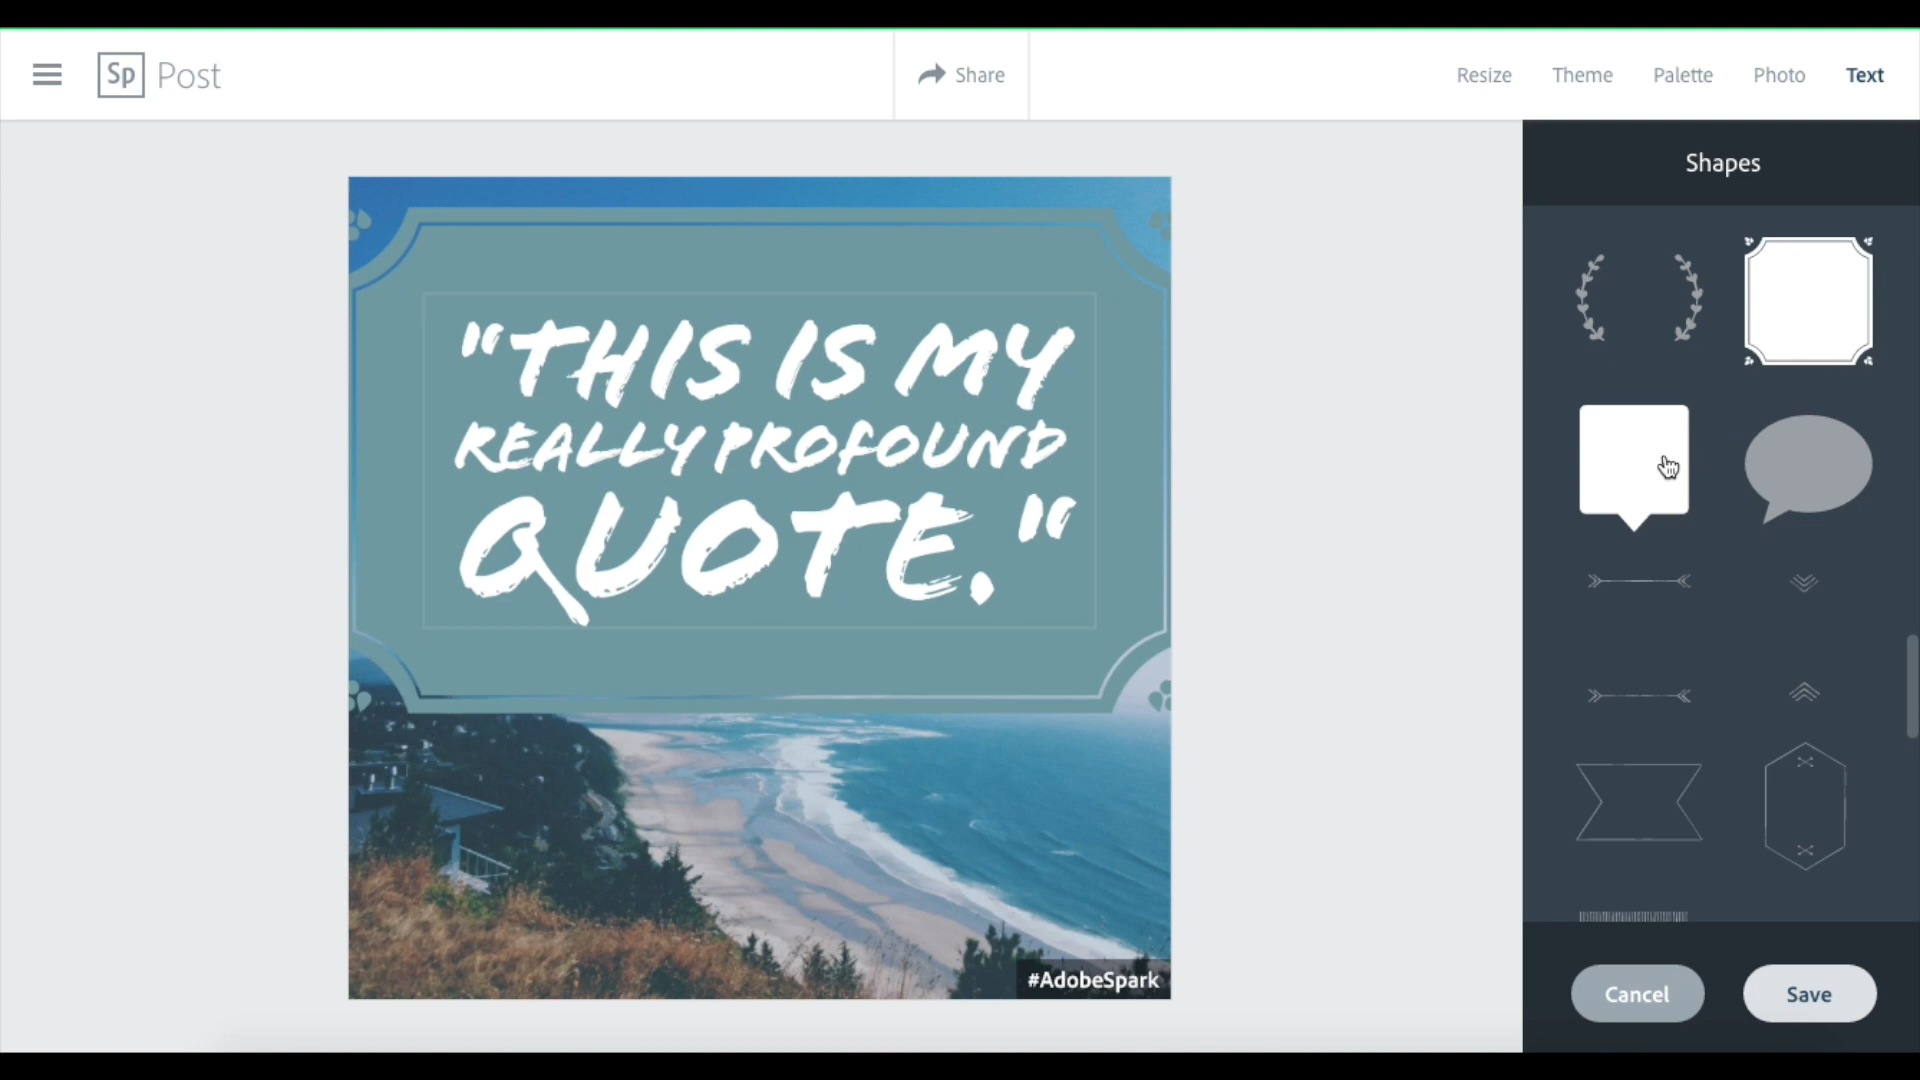 Sp Post
Share
Resize Theme Palette Photo Text
Shapes
"THIS IS MY
REALLY PROFOUND
QUOTE."
#AdobeSpark
Cancel Save